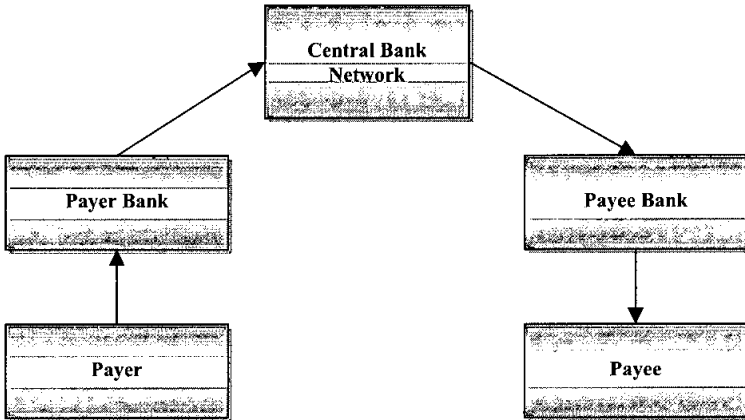 Central Bank
Network
Payer Bank
Payee Bank
Payer
Payee